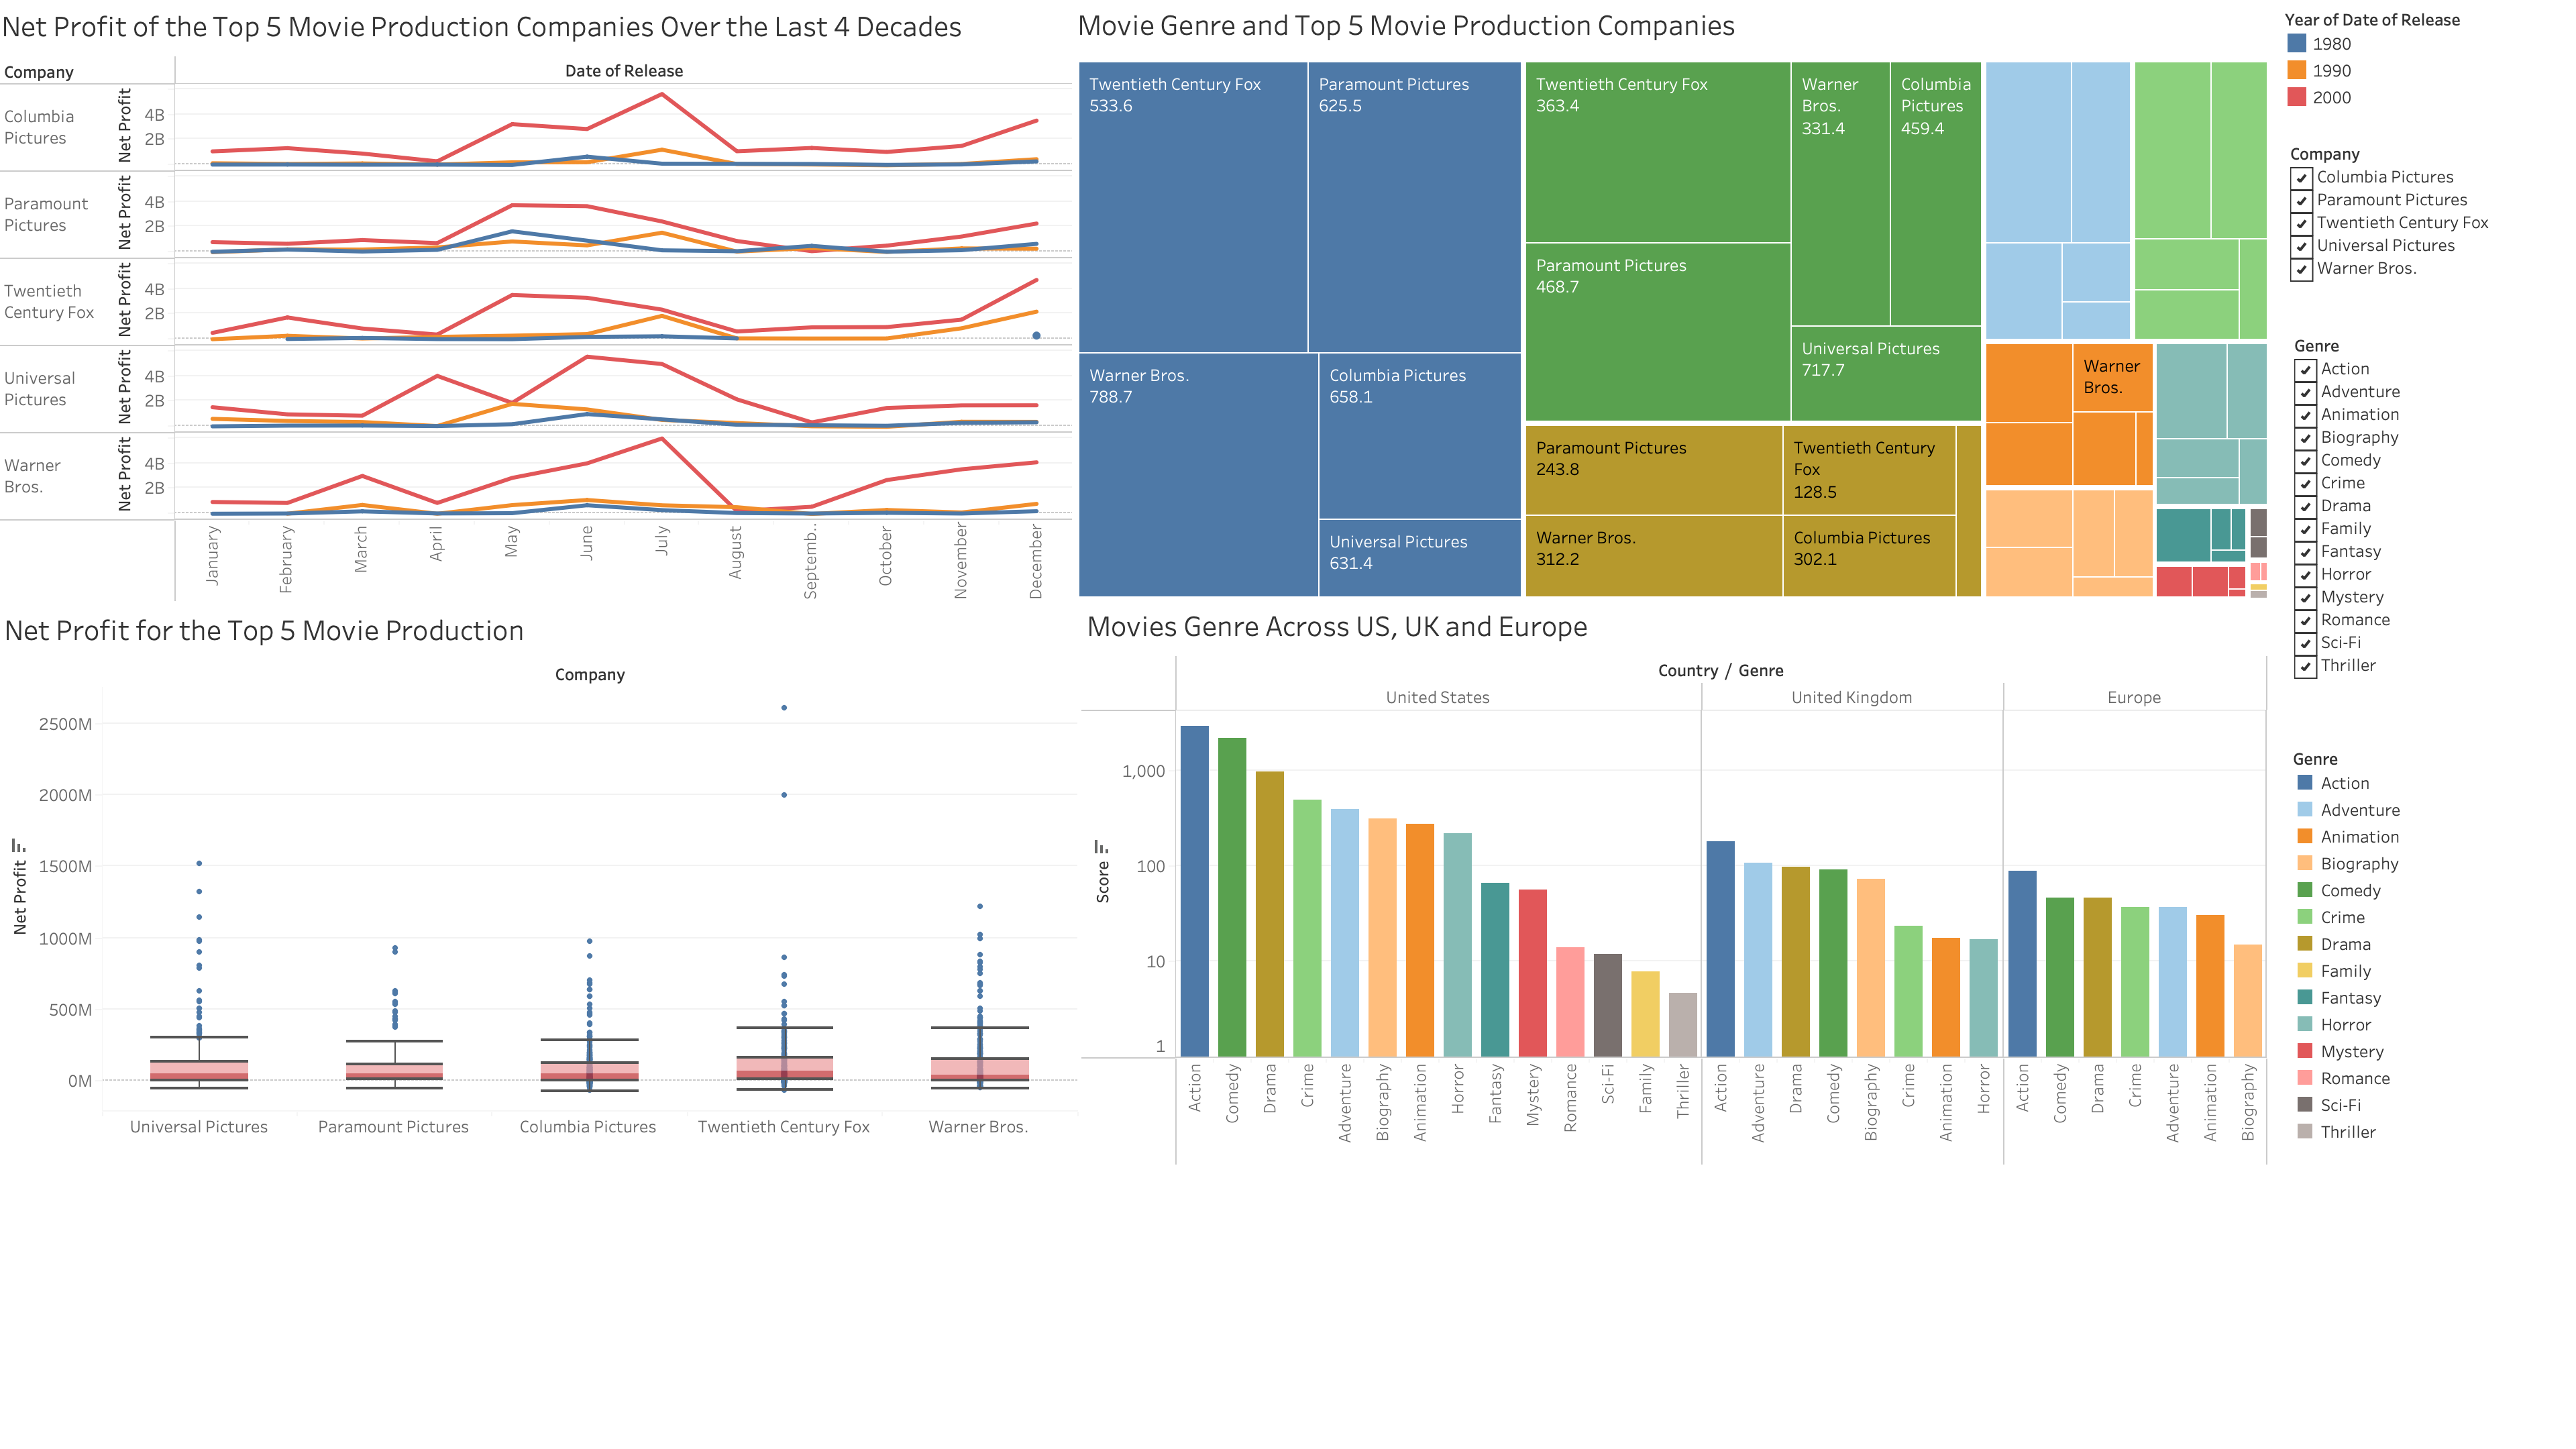 Net Profit of the Top 5 Movie Production Companies Over the Last 4 Decades
Company
Date of Release
Columbia
Pictures
Net Profit
4B
2B
Paramount
Pictures
Net Profit
4B
2B
Twentieth
Century Fox
Net Profit
4B
2B
Universal
Pictures
Net Profit
4B
2B
Warner
Bros.
Net Profit
4B
2B
January
February
March
April
May
June
July
August
Septemb..
October
November
December
Movie Genre and Top 5 Movie Production Companies
Twentieth Century Fox
533.6
Paramount Pictures
625.5
Warner Bros.
788.7
Columbia Pictures
658.1
Universal Pictures
631.4
Twentieth Century Fox
363.4
Warner
Bros.
331.4
Columbia
Pictures
459.4
Paramount Pictures
468.7
Universal Pictures
717.7
Paramount Pictures
243.8
Twentieth Century
Fox
128.5
Warner Bros.
312.2
Columbia Pictures
302.1
Warner
Bros.
Year of Date of Release
1980
1990
2000
Company
Columbia Pictures
Paramount Pictures
Twentieth Century Fox
Universal Pictures
Warner Bros.
Genre
Action
Adventure
Animation
Biography
Comedy
Crime
Drama
Family
Fantasy
Horror
Mystery
Romance
Sci-Fi
Thriller
Net Profit for the Top 5 Movie Production
Company
Net Profit
2500M
2000M
1500M
1000M
500M
0M
Universal Pictures
Paramount Pictures
Columbia Pictures
Twentieth Century Fox
Warner Bros.
Movies Genre Across US, UK and Europe
Country / Genre
United States
United Kingdom
Europe
Score
1,000
100
10
1
Action
Comedy
Drama
Crime
Adventure
Biography
Animation
Horror
Fantasy
Mystery
Romance
Sci-Fi
Family
Thriller
Action
Adventure
Drama
Comedy
Biography
Crime
Animation
Horror
Action
Comedy
Drama
Crime
Adventure
Animation
Biography
Genre
Action
Adventure
Animation
Biography
Comedy
Crime
Drama
Family
Fantasy
Horror
Mystery
Romance
Sci-Fi
Thriller